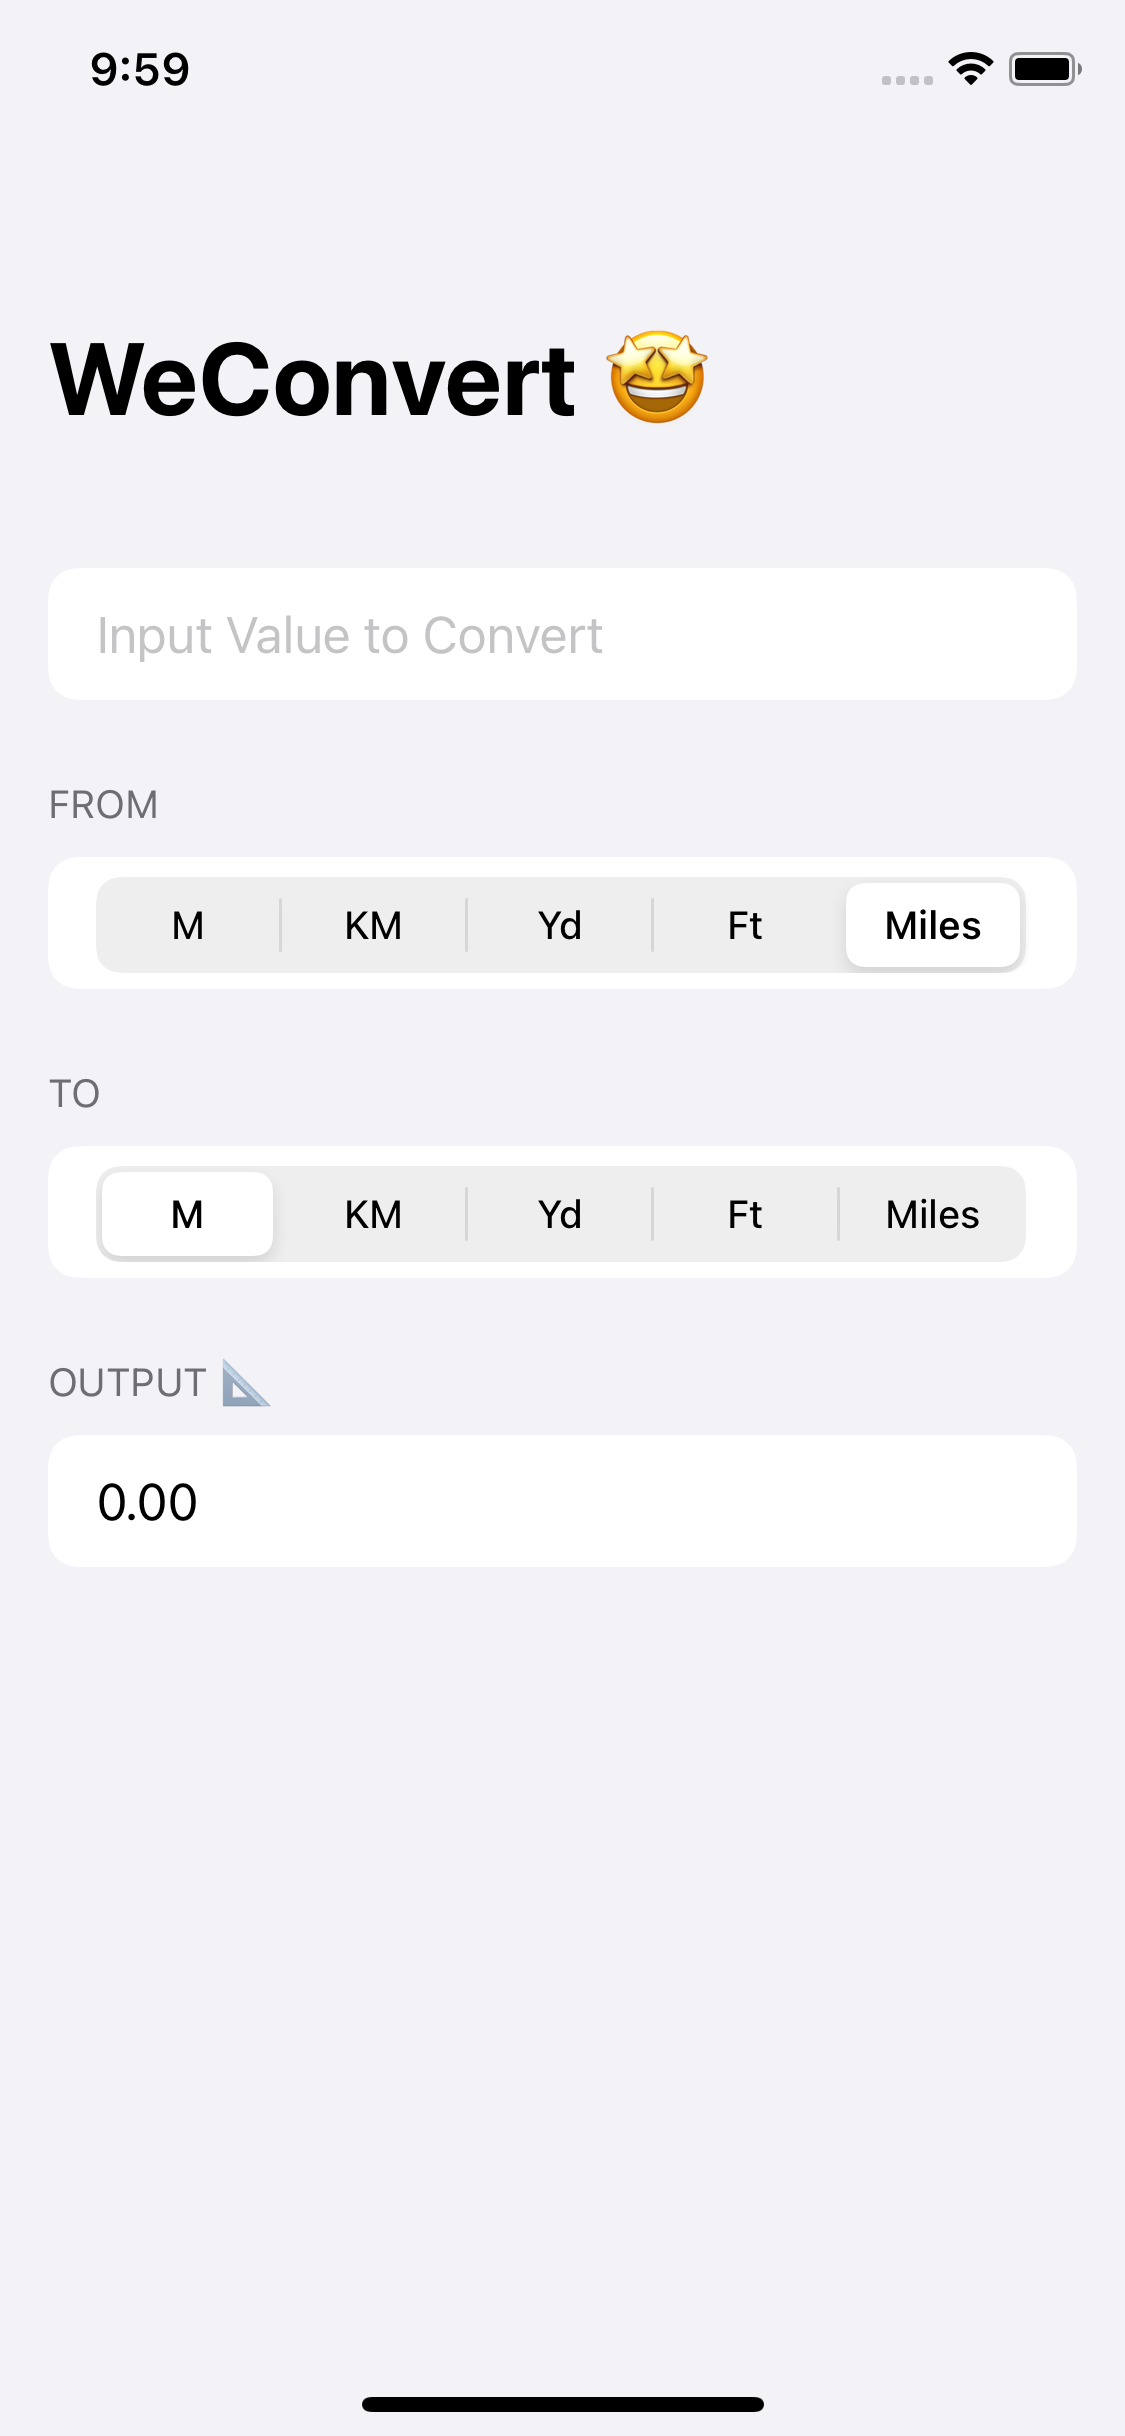 9:59
WeConvert 🤩
Input Value to Convert
FROM
M KM Yd Ft Miles
TO
M KM Yd Ft Miles
OUTPUT 📐
0.00